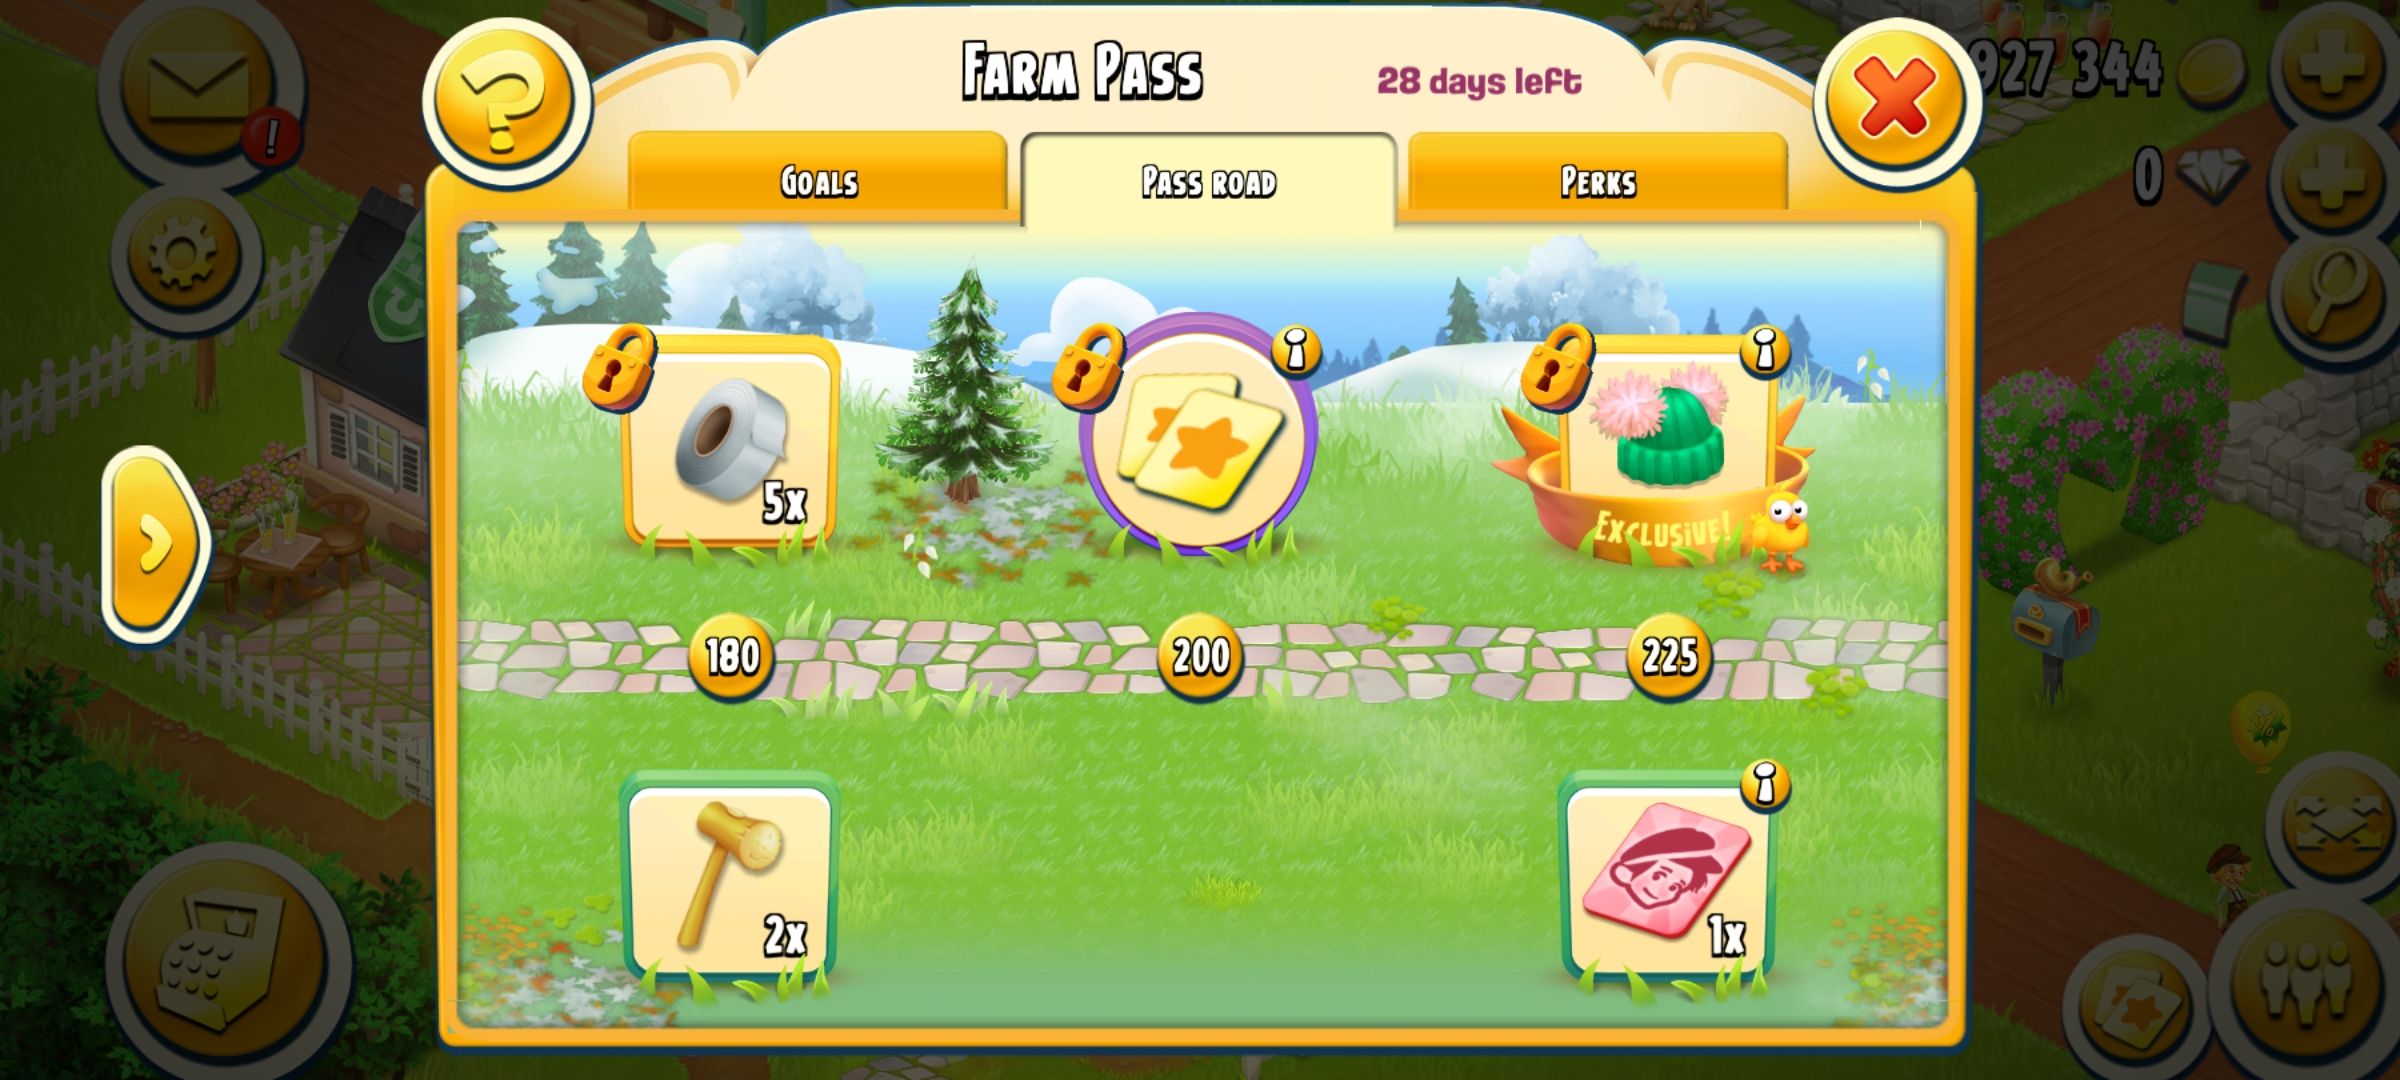 FARM PASS
28 days left
927 344
0
GOALS
PASS ROAD
PERKS
5x
EXCLUSIVE!
180
200
225
2x
1x